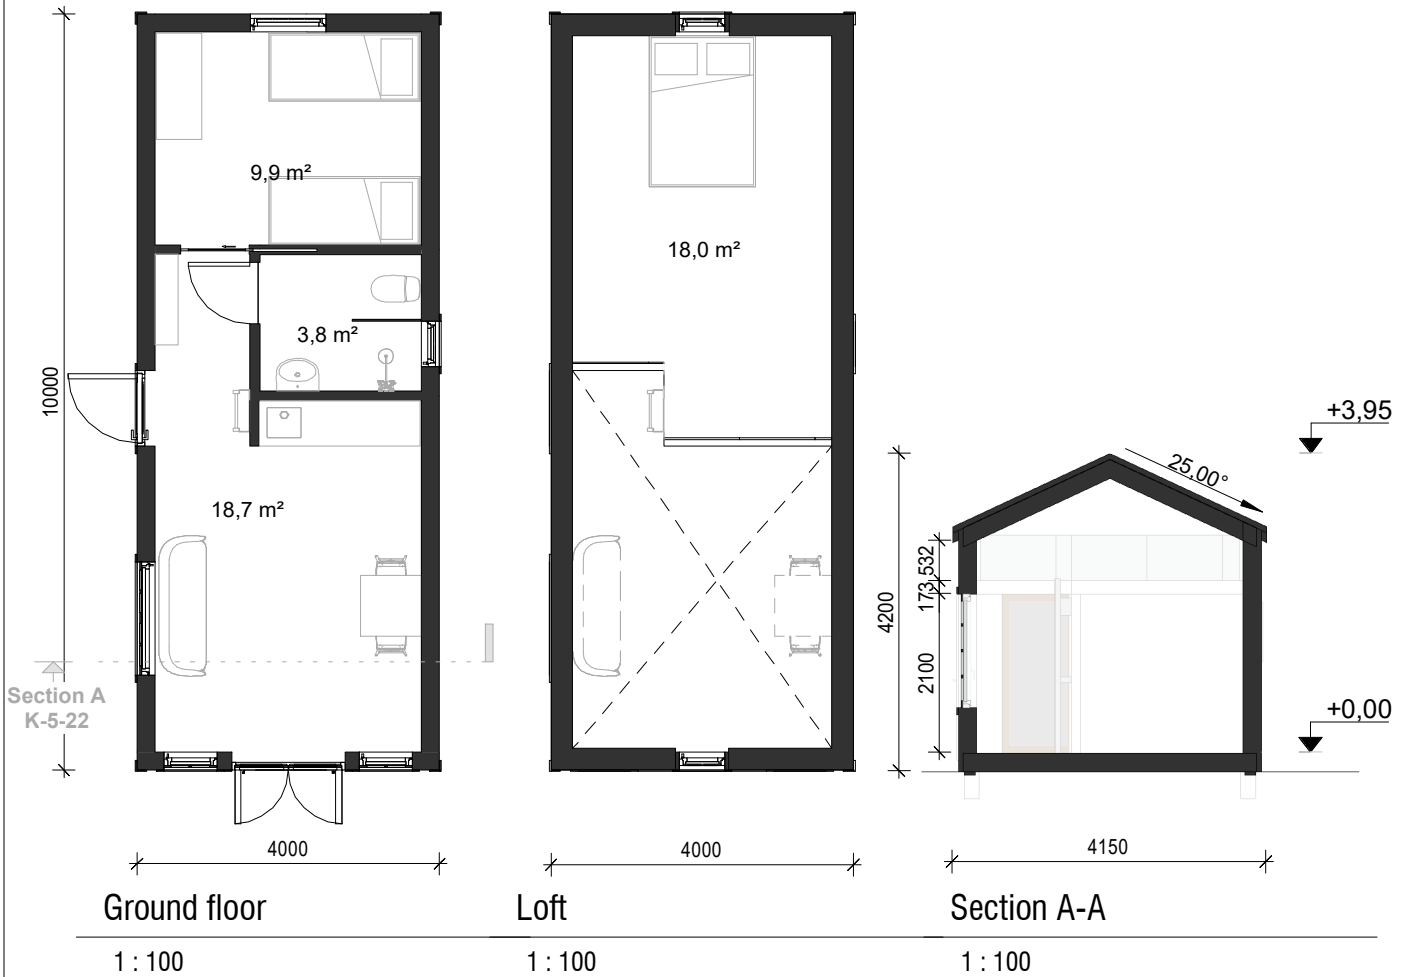 9,9 m²
3,8 m²
18,7 m²
10000
Section A
K-5-22
4000
Ground floor
1 : 100
18,0 m²
4000
Loft
1 : 100
+3,95
25,00°
532
173
2100
4200
+0,00
4150
Section A-A
1 : 100